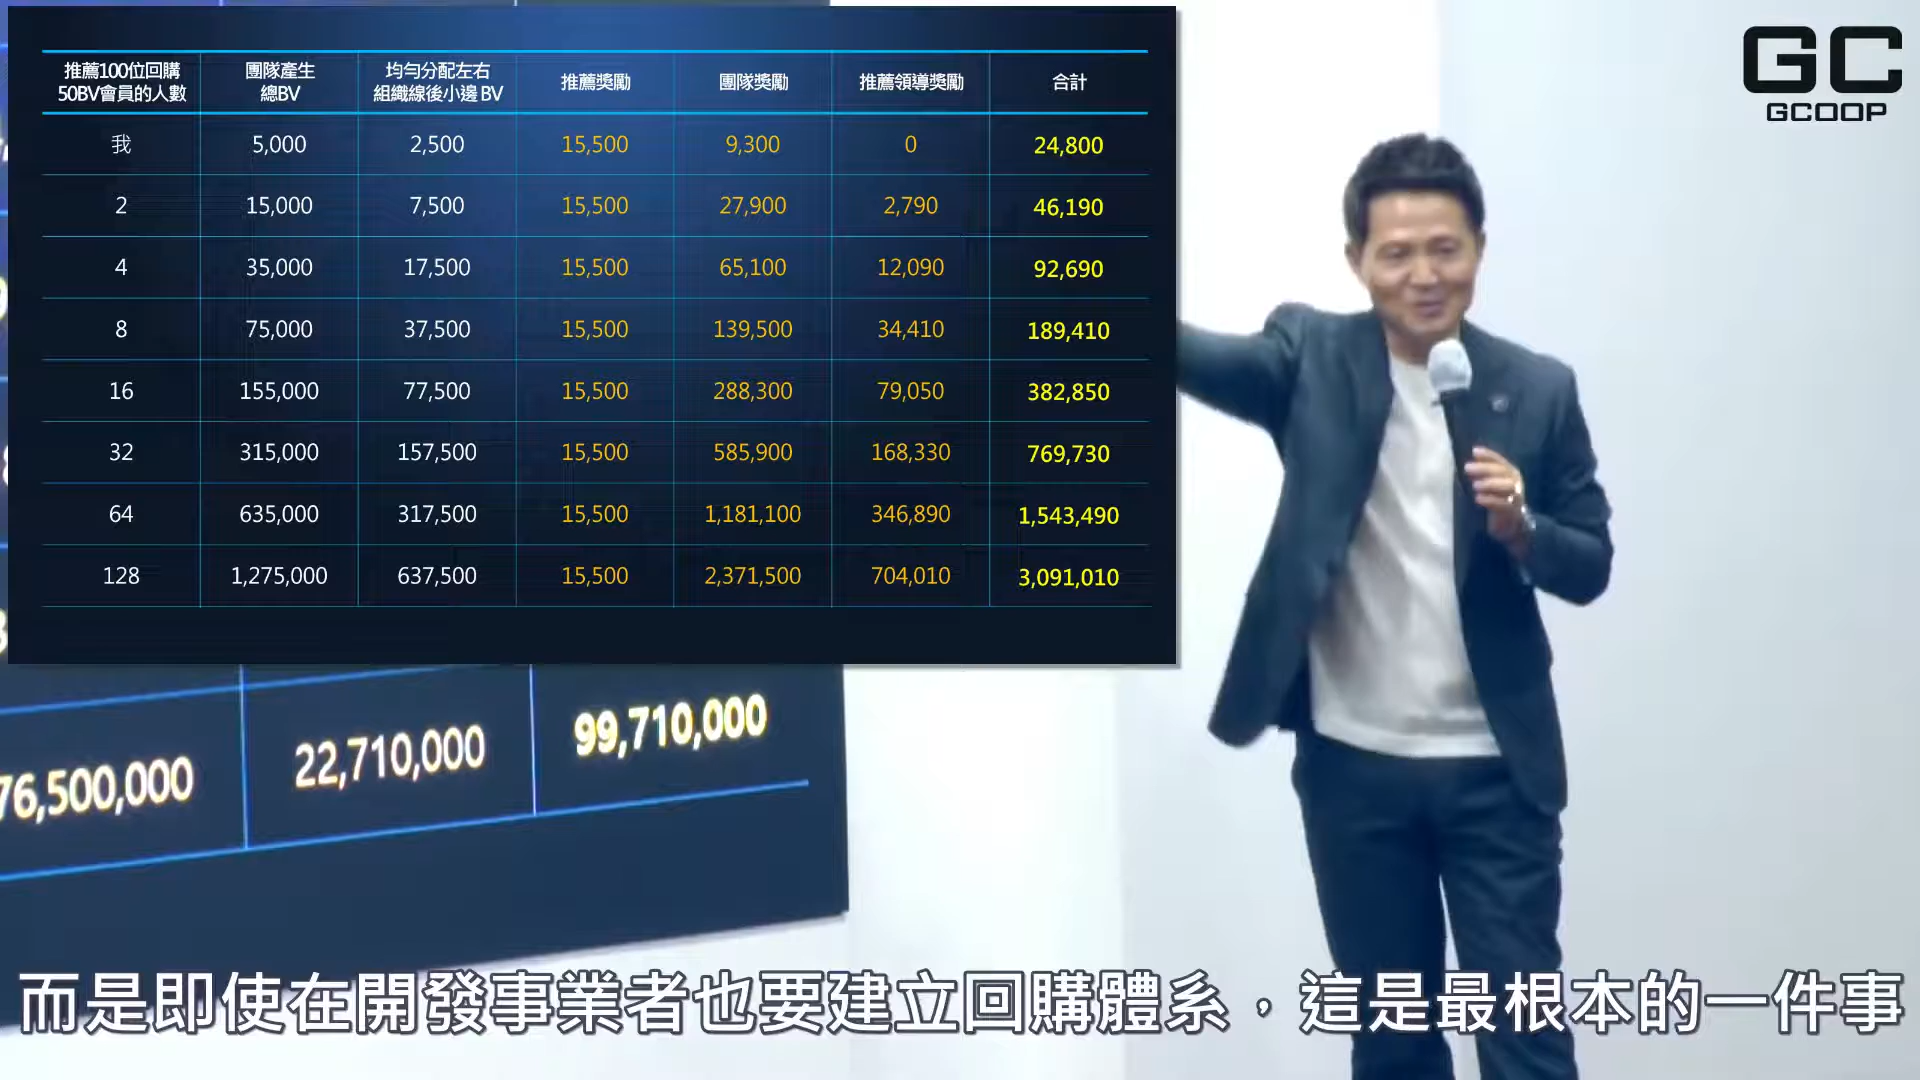 GC
GCOOP
推薦100位回購
50BV會員的人數
團隊產生
總BV
均勻分配左右
組織線後小邊 BV
推薦獎勵
團隊獎勵
推薦領導獎勵
合計
我 5,000 2,500 15,500 9,300 0 24,800
2 15,000 7,500 15,500 27,900 2,790 46,190
4 35,000 17,500 15,500 65,100 12,090 92,690
8 75,000 37,500 15,500 139,500 34,410 189,410
16 155,000 77,500 15,500 288,300 79,050 382,850
32 315,000 157,500 15,500 585,900 168,330 769,730
64 635,000 317,500 15,500 1,181,100 346,890 1,543,490
128 1,275,000 637,500 15,500 2,371,500 704,010 3,091,010
76,500,000 22,710,000 99,710,000
而是即使在開發事業者也要建立回購體系，這是最根本的一件事